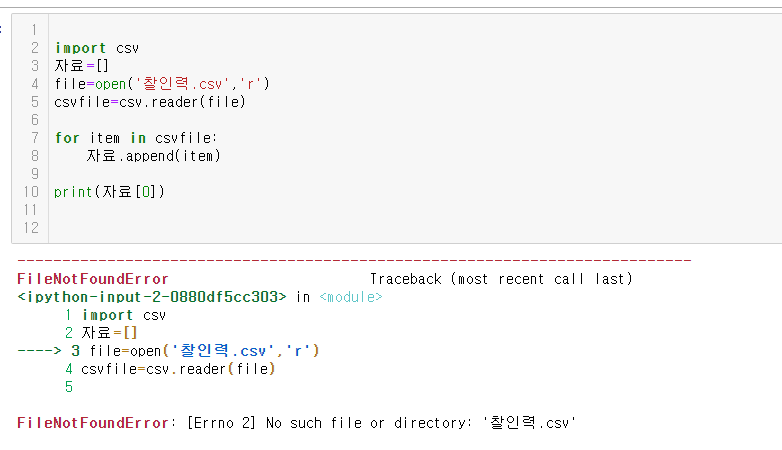 1
2 import csv
3 자료=[]
4 file=open('찰인력.csv','r')
5 csvfile=csv.reader(file)
6
7 for item in csvfile:
8     자료.append(item)
9
10 print(자료[0])
11
12
---------------------------------------------------------------------------
FileNotFoundError                         Traceback (most recent call last)
<ipython-input-2-0880df5cc303> in <module>
      1 import csv
      2 자료=[]
----> 3 file=open('찰인력.csv','r')
      4 csvfile=csv.reader(file)
      5
FileNotFoundError: [Errno 2] No such file or directory: '찰인력.csv'